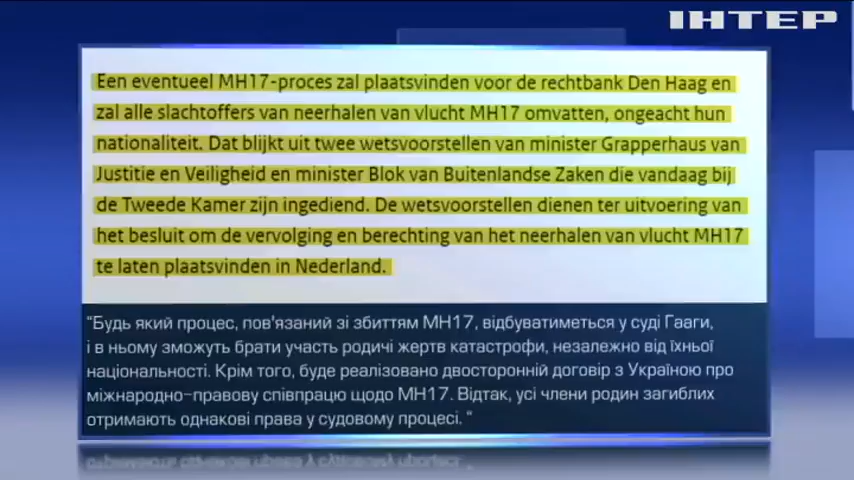 ІНТЕР
Een eventueel MH17-proces zal plaatsvinden voor de rechtbank Den Haag en
zal alle slachtoffers van neerhalen van vlucht MH17 omvatten, ongeacht hun
nationaliteit. Dat blijkt uit twee wetsvoorstellen van minister Grapperhaus van
Justitie en Veiligheid en minister Blok van Buitenlandse Zaken die vandaag bij
de Tweede Kamer zijn ingediend. De wetsvoorstellen dienen ter uitvoering van
het besluit om de vervolging en berechting van het neerhalen van vlucht MH17
te laten plaatsvinden in Nederland.
“Будь який процес, пов'язаний зі збиттям МН17, відбуватиметься у суді Гааги,
і в ньому зможуть брати участь родичі жертв катастрофи, незалежно від їхньої
національності. Крім того, буде реалізовано двосторонній договір з Україною про
міжнародно-правову співпрацю щодо МН17. Відтак, усі члени родин загиблих
отримають однакові права у судовому процесі. “